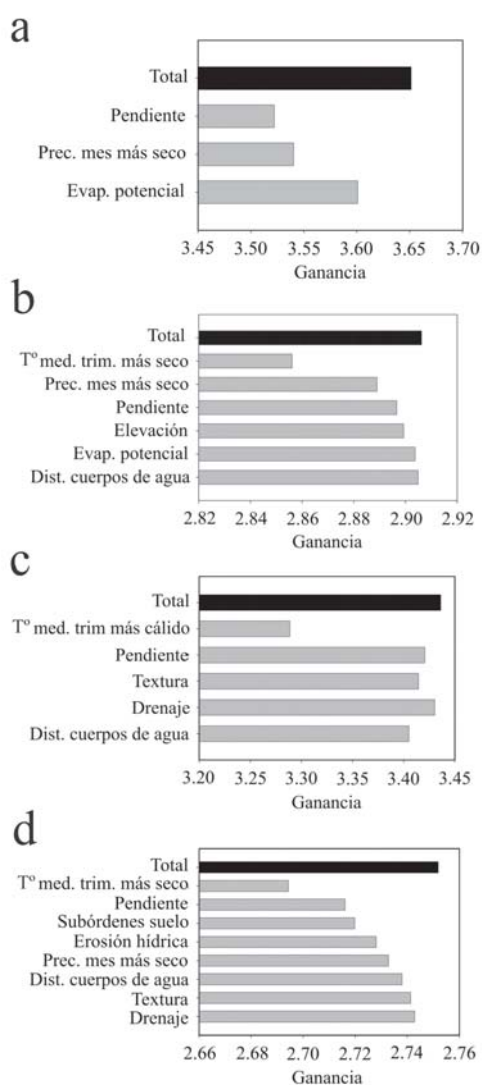 a
Total
Pendiente
Prec. mes más seco
Evap. potencial
3.45 3.50 3.55 3.60 3.65 3.70
Ganancia
b
Total
Tº med. trim. más seco
Prec. mes más seco
Pendiente
Elevación
Evap. potencial
Dist. cuerpos de agua
2.82 2.84 2.86 2.88 2.90 2.92
Ganancia
c
Total
Tº med. trim más cálido
Pendiente
Textura
Drenaje
Dist. cuerpos de agua
3.20 3.25 3.30 3.35 3.40 3.45
Ganancia
d
Total
Tº med. trim. más seco
Pendiente
Subórdenes suelo
Erosión hídrica
Prec. mes más seco
Dist. cuerpos de agua
Textura
Drenaje
2.66 2.68 2.70 2.72 2.74 2.76
Ganancia